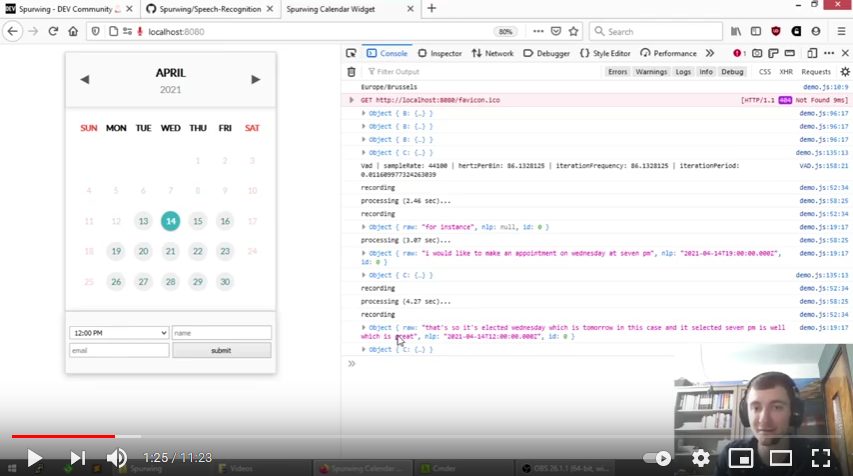 Spurwing - DEV Community
Spurwing/Speech-Recognition
Spurwing Calendar Widget
localhost:8080
80%
Search
Console
Inspector
Network
Debugger
Style Editor
Performance
1
Filter Output
Errors
Warnings
Logs
Info
Debug
CSS
XHR
Requests
APRIL
2021
SUN MON TUE WED THU FRI SAT
1 2 3
4 5 6 7 8 9 10
11 12 13 14 15 16 17
18 19 20 21 22 23 24
25 26 27 28 29 30
12:00 PM
name
email
submit
Europe/Brussels demo.js:10:9
GET http://localhost:8080/favicon.ico [HTTP/1.1 404 Not Found 9ms]
Object { B: {…} } demo.js:96:17
Object { B: {…} } demo.js:96:17
Object { B: {…} } demo.js:96:17
Object { C: {…} } demo.js:135:13
Vad | sampleRate: 44100 | hertzPerBin: 86.1328125 | iterationFrequency: 86.1328125 | iterationPeriod: VAD.js:158:21
0.011609977324263039
recording demo.js:52:34
processing (2.46 sec)... demo.js:58:25
recording demo.js:52:34
Object { raw: "for instance", nlp: null, id: 0 } demo.js:19:17
processing (3.07 sec)... demo.js:58:25
Object { raw: "i would like to make an appointment on wednesday at seven pm", nlp: "2021-04-14T19:00:00.000Z", demo.js:19:17
id: 0 }
Object { C: {…} } demo.js:135:13
recording demo.js:52:34
processing (4.27 sec)... demo.js:58:25
recording demo.js:52:34
Object { raw: "that's so it's elected wednesday which is tomorrow in this case and it selected seven pm is well demo.js:19:17
which is great", nlp: "2021-04-14T12:00:00.000Z", id: 0 }
Object { C: {…} }
1:25 / 11:23
Spurwing
Videos
Spurwing Calendar ...
Cmder
OBS 26.1.1 (64-bit, wi...